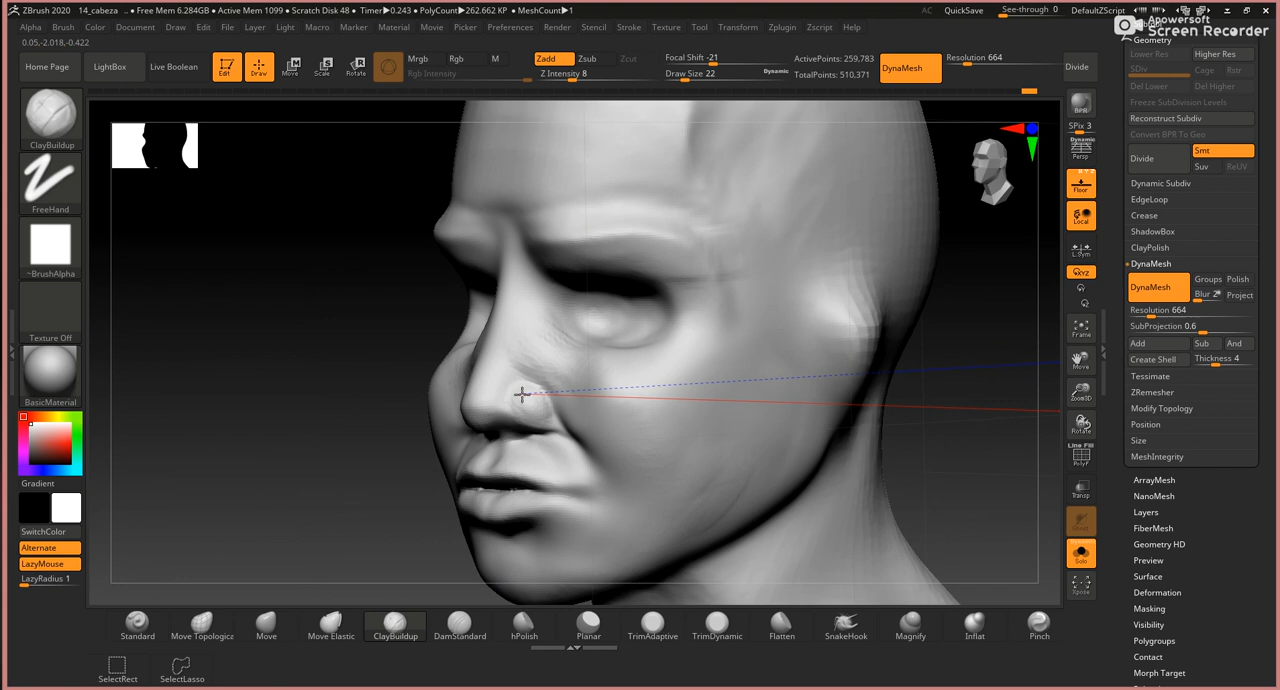 ZBrush 2020 14_cabeza .. ● Free Mem 6.284GB ● Active Mem 1099 ● Scratch Disk 48 ● Timer▶0.243 ● PolyCount▶262.662 KP ● MeshCount▶1
AC QuickSave See-through 0 DefaultZScript
Apowersoft
Screen Recorder
Alpha Brush Color Document Draw Edit File Layer Light Macro Marker Material Movie Picker Preferences Render Stencil Stroke Texture Tool Transform Zplugin Zscript Help
0.05,-2.018,-0.422
Home Page LightBox Live Boolean Edit Draw Move Scale Rotate
Mrgb Rgb M
Rgb Intensity
Zadd Zsub Zcut
Z Intensity 8
Focal Shift -21
Draw Size 22 Dynamic
ActivePoints: 259,783
TotalPoints: 510,371
DynaMesh
Resolution 664
Divide
ClayBuildup
FreeHand
~BrushAlpha
Texture Off
BasicMaterial
Gradient
SwitchColor
Alternate
LazyMouse
LazyRadius 1
BPR
SPix 3
Dynamic
Persp
Floor
Local
L.Sym
XYZ
Frame
Move
Zoom3D
Rotate
Line Fill
PolyF
Transp
Solo
Xpose
Geometry
Lower Res Higher Res
SDiv Cage Rstr
Del Lower Del Higher
Freeze SubDivision Levels
Reconstruct Subdiv
Convert BPR To Geo
Divide Smt
Suv ReUV
Dynamic Subdiv
EdgeLoop
Crease
ShadowBox
ClayPolish
DynaMesh
DynaMesh Groups Polish
Blur 2 Project
Resolution 664
SubProjection 0.6
Add Sub And
Create Shell Thickness 4
Tessimate
ZRemesher
Modify Topology
Position
Size
MeshIntegrity
ArrayMesh
NanoMesh
Layers
FiberMesh
Geometry HD
Preview
Surface
Deformation
Masking
Visibility
Polygroups
Contact
Morph Target
Standard Move Topologica Move Move Elastic ClayBuildup DamStandard hPolish Planar TrimAdaptive TrimDynamic Flatten SnakeHook Magnify Inflat Pinch
SelectRect SelectLasso